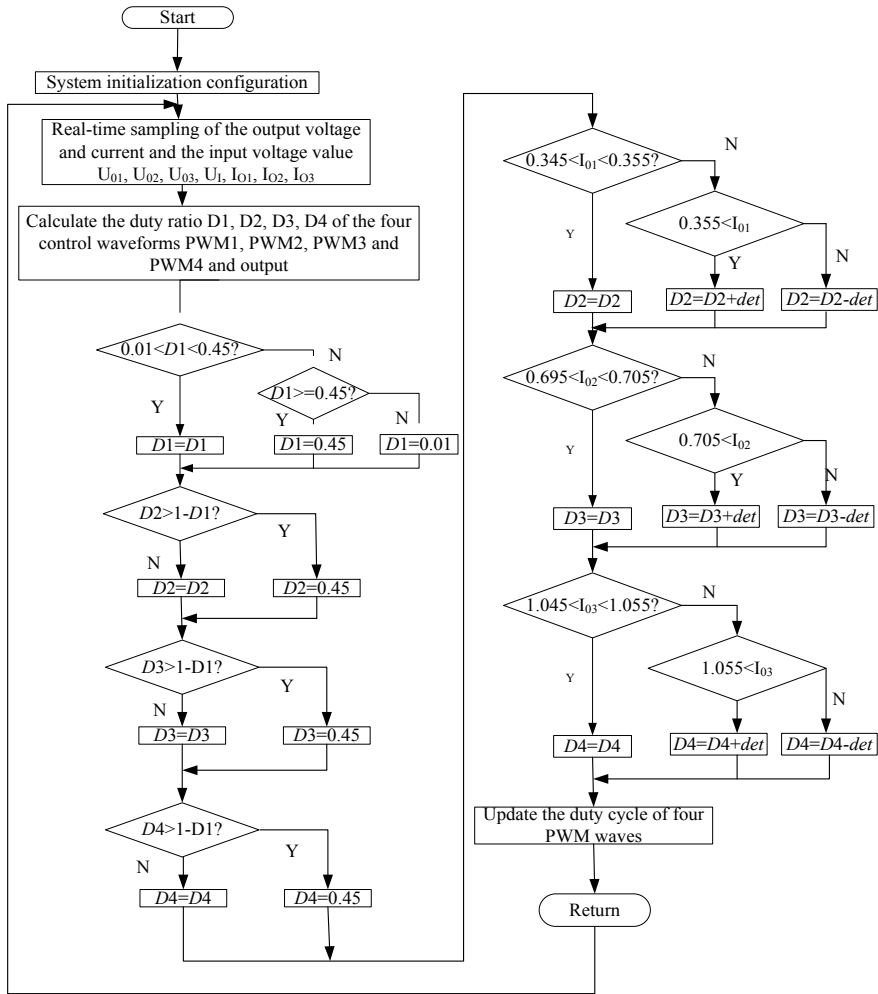 Start
System initialization configuration
Real-time sampling of the output voltage
and current and the input voltage value
U₀₁, U₀₂, U₀₃, U_I, I_O1, I_O2, I_O3
Calculate the duty ratio D1, D2, D3, D4 of the four
control waveforms PWM1, PWM2, PWM3 and
PWM4 and output
0.01<D1<0.45?
N
Y
D1>=0.45?
Y
N
D1=D1
D1=0.45
D1=0.01
D2>1-D1?
Y
N
D2=D2
D2=0.45
D3>1-D1?
Y
N
D3=D3
D3=0.45
D4>1-D1?
Y
N
D4=D4
D4=0.45
0.345<I₀₁<0.355?
N
Y
0.355<I₀₁
Y
N
D2=D2
D2=D2+det
D2=D2-det
0.695<I₀₂<0.705?
N
Y
0.705<I₀₂
Y
N
D3=D3
D3=D3+det
D3=D3-det
1.045<I₀₃<1.055?
N
Y
1.055<I₀₃
Y
N
D4=D4
D4=D4+det
D4=D4-det
Update the duty cycle of four
PWM waves
Return